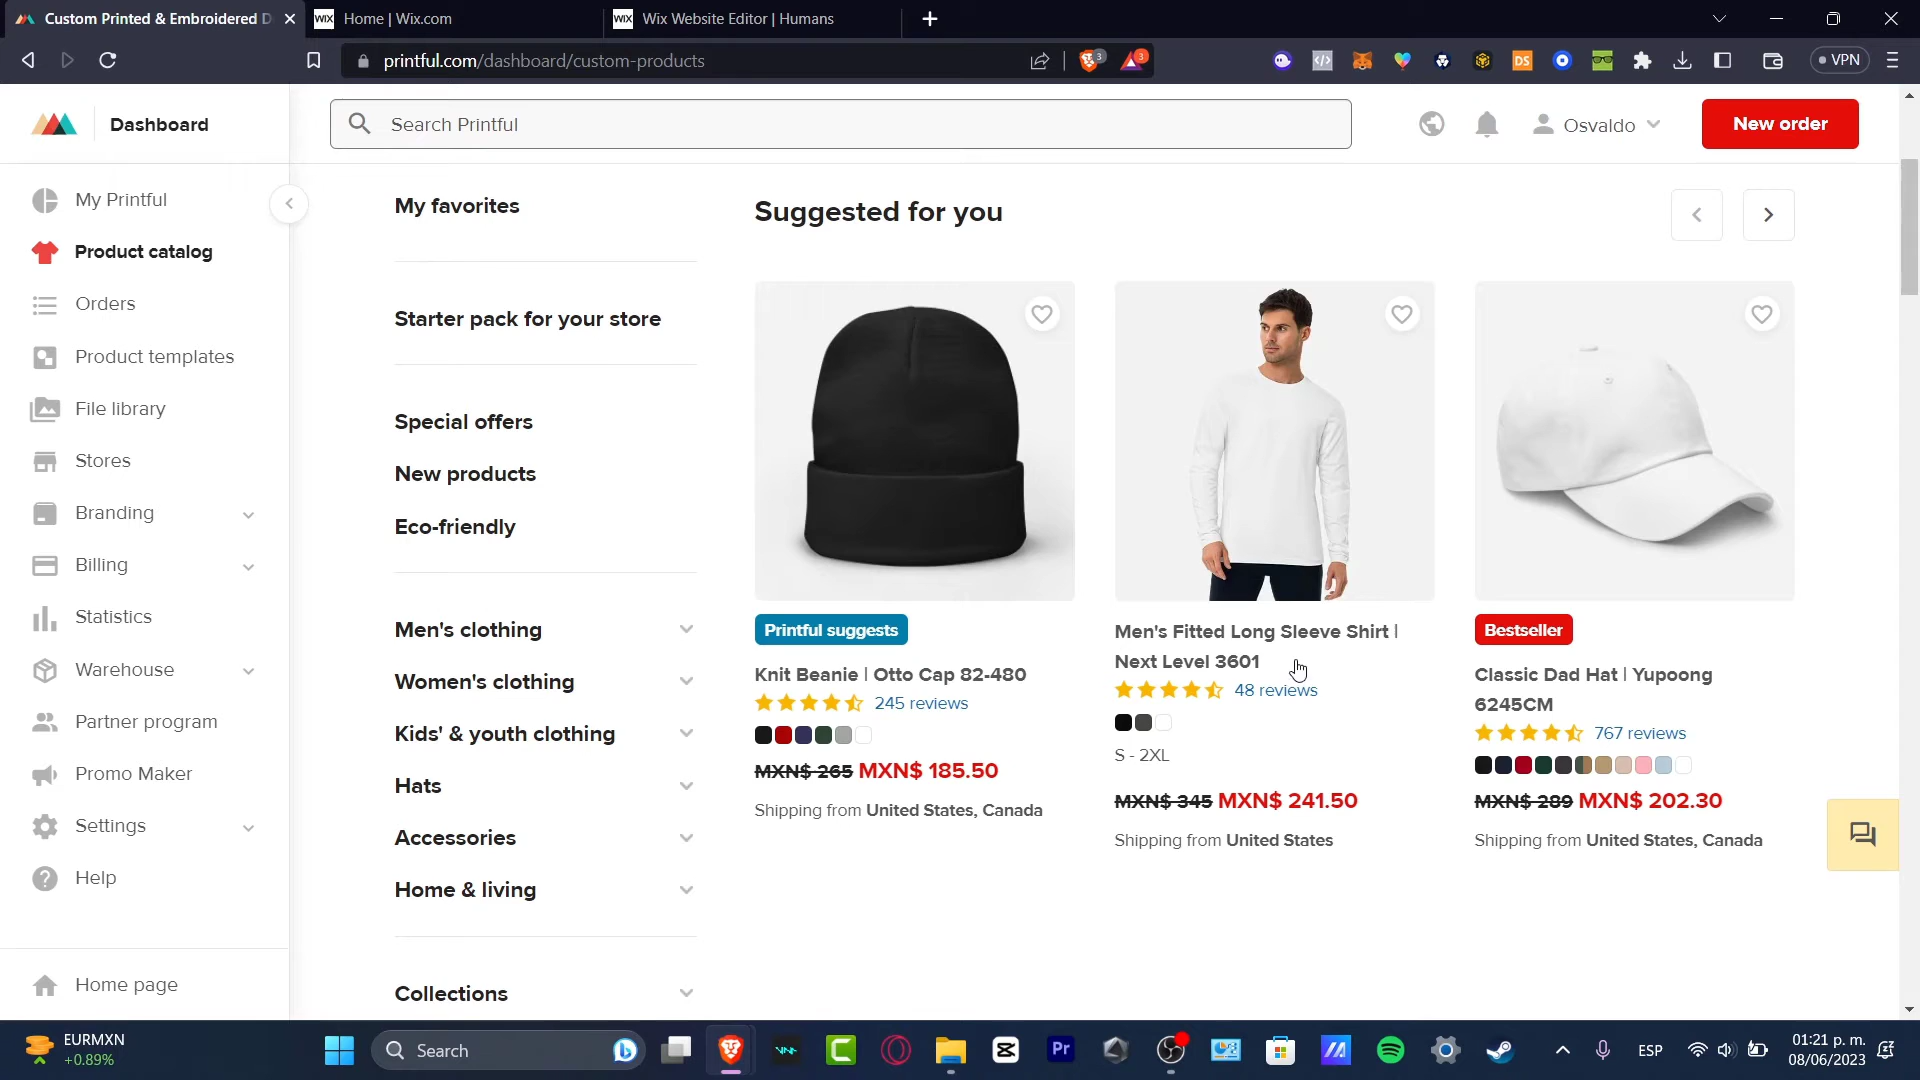 Custom Printed & Embroidered D
WIX Home | Wix.com
WIX Wix Website Editor | Humans
printful.com/dashboard/custom-products
3
3
DS
VPN
Dashboard
Search Printful
Osvaldo
New order
My Printful
Product catalog
Orders
Product templates
File library
Stores
Branding
Billing
Statistics
Warehouse
Partner program
Promo Maker
Settings
Help
Home page
My favorites
Starter pack for your store
Special offers
New products
Eco-friendly
Men's clothing
Women's clothing
Kids' & youth clothing
Hats
Accessories
Home & living
Collections
Suggested for you
Printful suggests
Knit Beanie | Otto Cap 82-480
245 reviews
MXN$ 265 MXN$ 185.50
Shipping from United States, Canada
Men's Fitted Long Sleeve Shirt |
Next Level 3601
48 reviews
S - 2XL
MXN$ 345 MXN$ 241.50
Shipping from United States
Bestseller
Classic Dad Hat | Yupoong
6245CM
767 reviews
MXN$ 289 MXN$ 202.30
Shipping from United States, Canada
EURMXN
+0.89%
Search
Pr
ESP
01:21 p. m.
08/06/2023